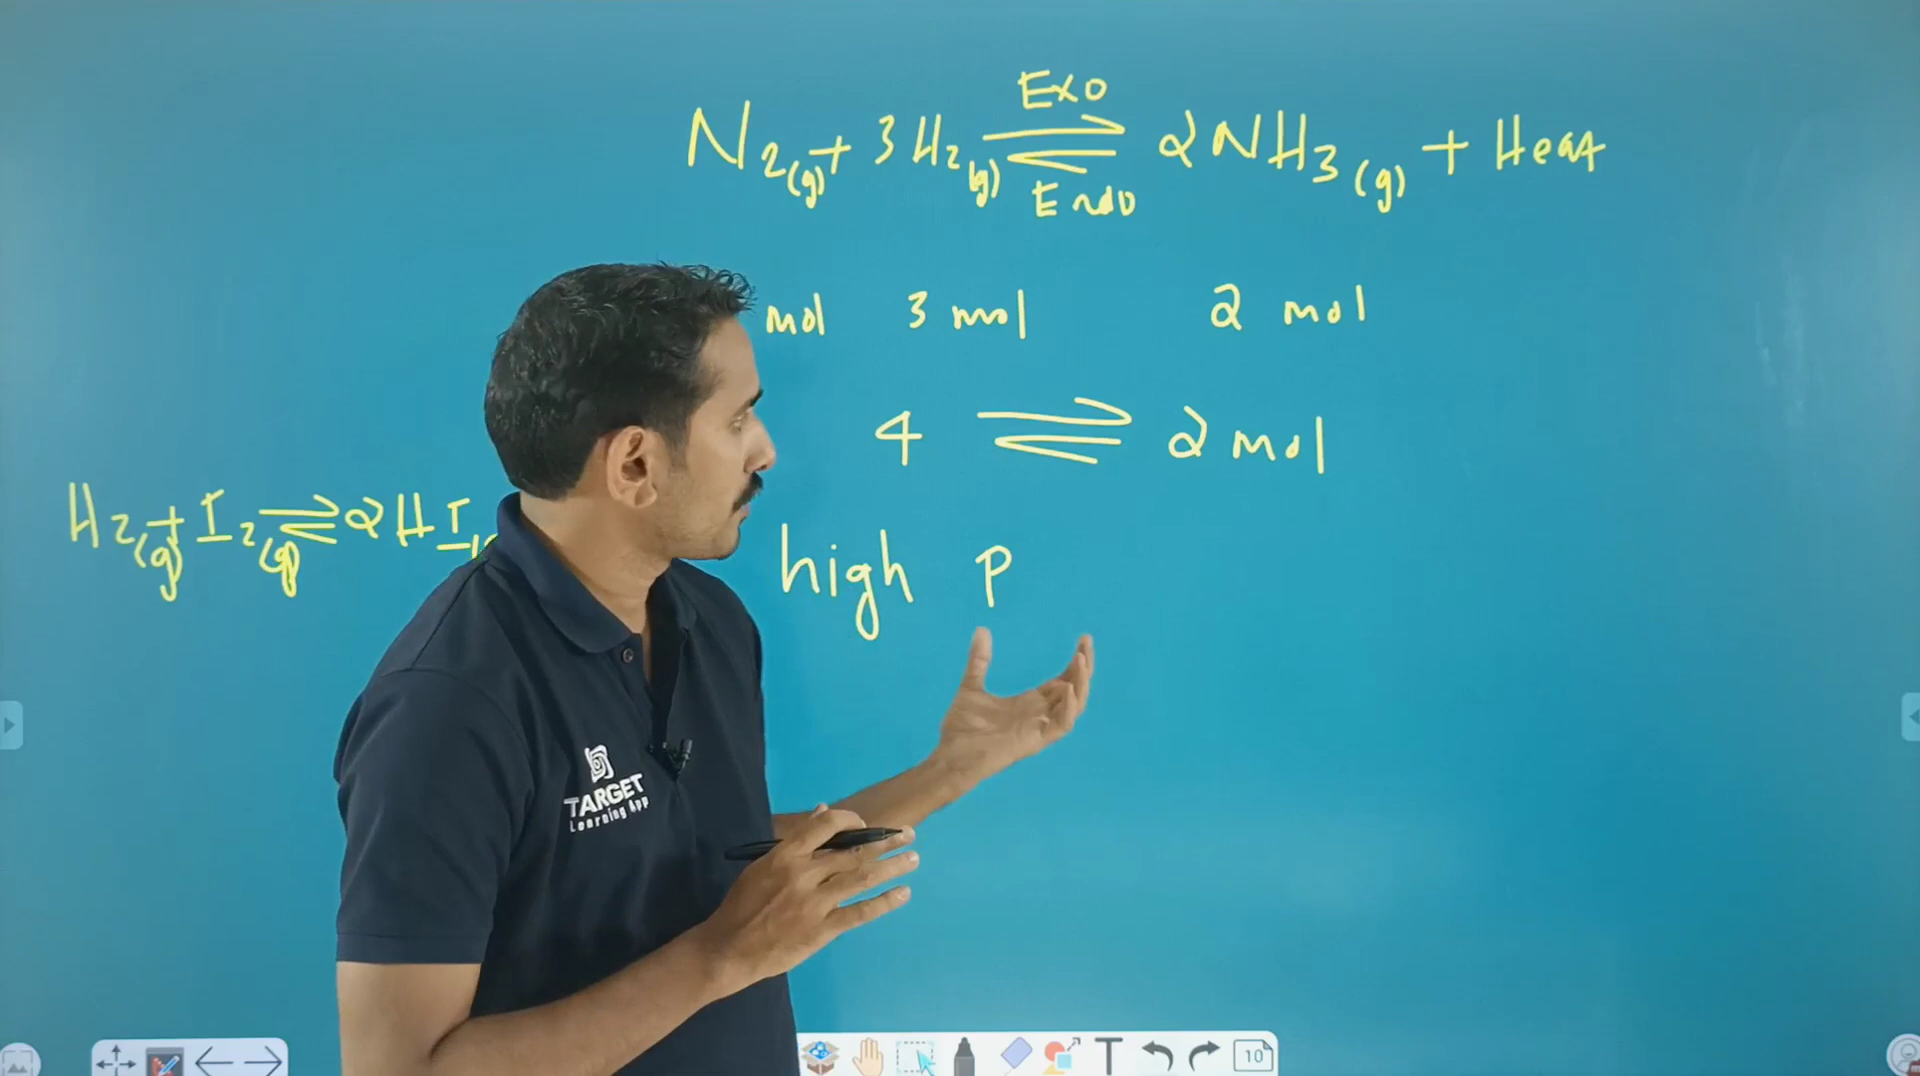 Exo
N2(g) + 3H2(g) ⇌ 2NH3(g) + Heat
Endo
mol 3 mol 2 mol
4 ⇌ 2 mol
H2(g) + I2(g) ⇌ 2HI
high P
TARGET
Learning App
T
10